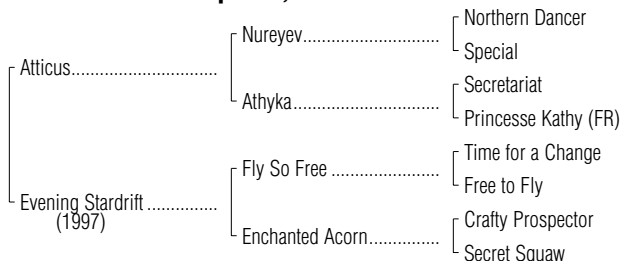 Northern Dancer
Nureyev
Special
Atticus
Secretariat
Athyka
Princesse Kathy (FR)
Time for a Change
Fly So Free
Free to Fly
Evening Stardrift
(1997)
Crafty Prospector
Enchanted Acorn
Secret Squaw